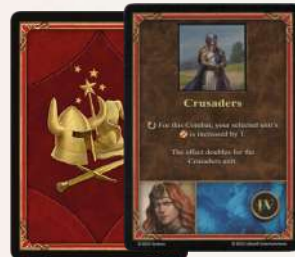 Crusaders
For this Combat, your selected unit's
is increased by 1.
The effect doubles for the
Crusaders unit.
IV